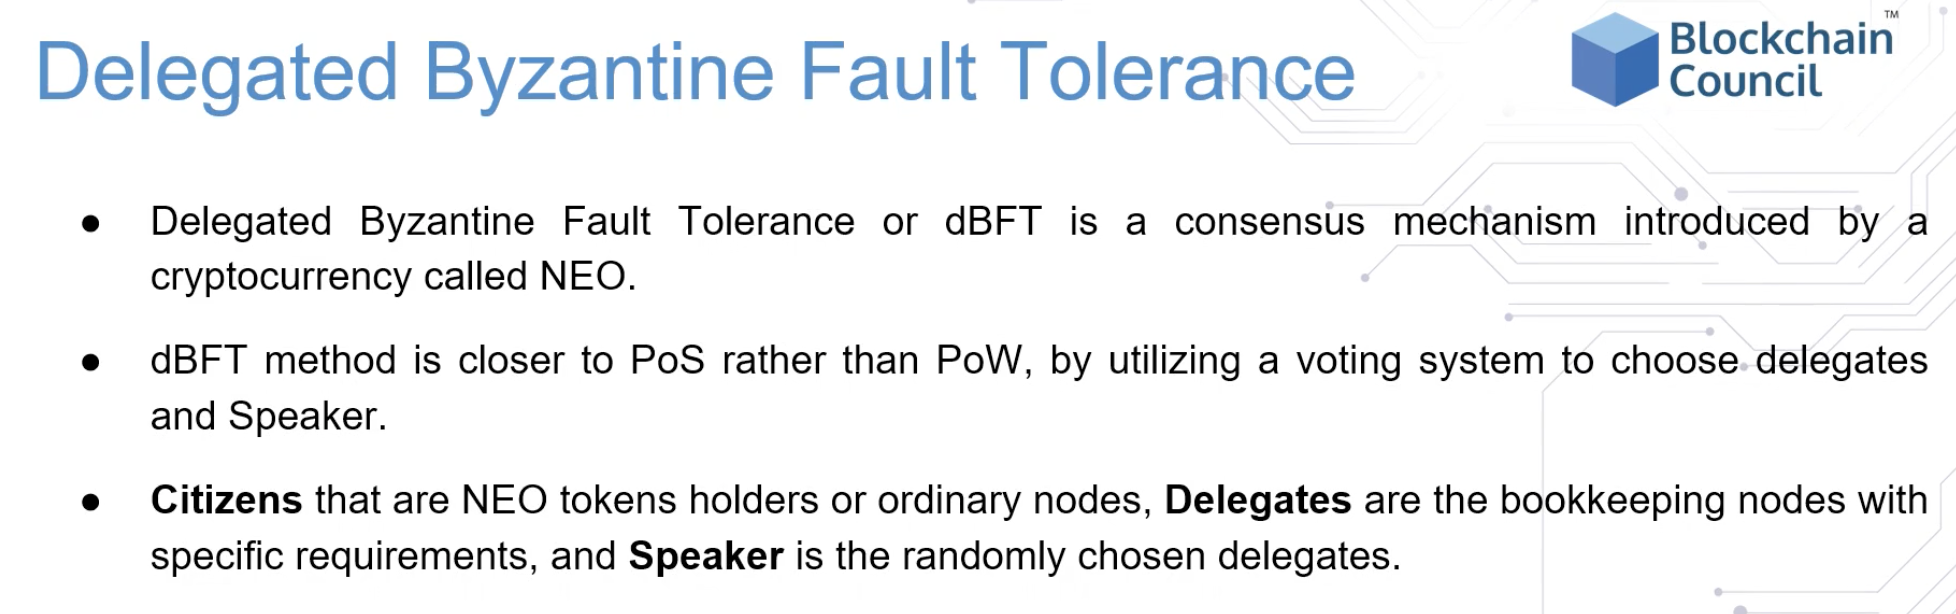 Delegated Byzantine Fault Tolerance
Blockchain™
Council
● Delegated Byzantine Fault Tolerance or dBFT is a consensus mechanism introduced by a
cryptocurrency called NEO.
● dBFT method is closer to PoS rather than PoW, by utilizing a voting system to choose delegates
and Speaker.
● Citizens that are NEO tokens holders or ordinary nodes, Delegates are the bookkeeping nodes with
specific requirements, and Speaker is the randomly chosen delegates.